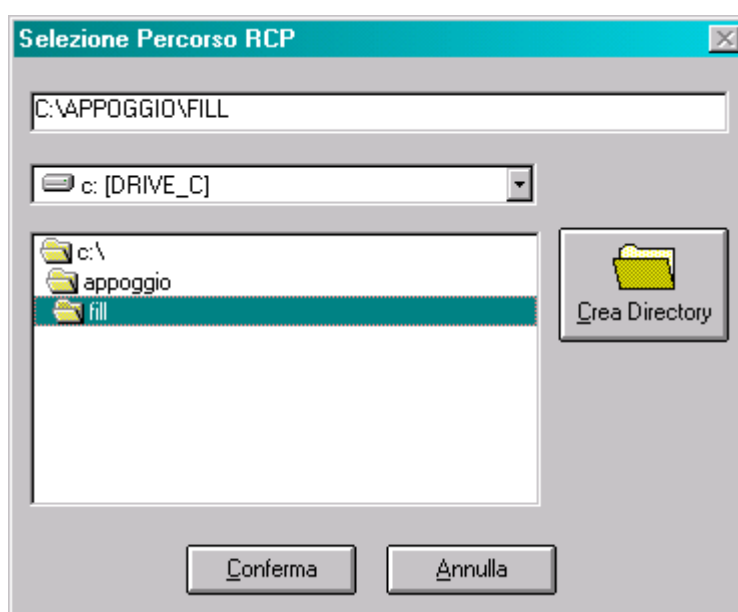 Selezione Percorso RCP
C:\APPOGGIO\FILL
c: [DRIVE_C]
c:\
appoggio
fill
Crea Directory
Conferma
Annulla